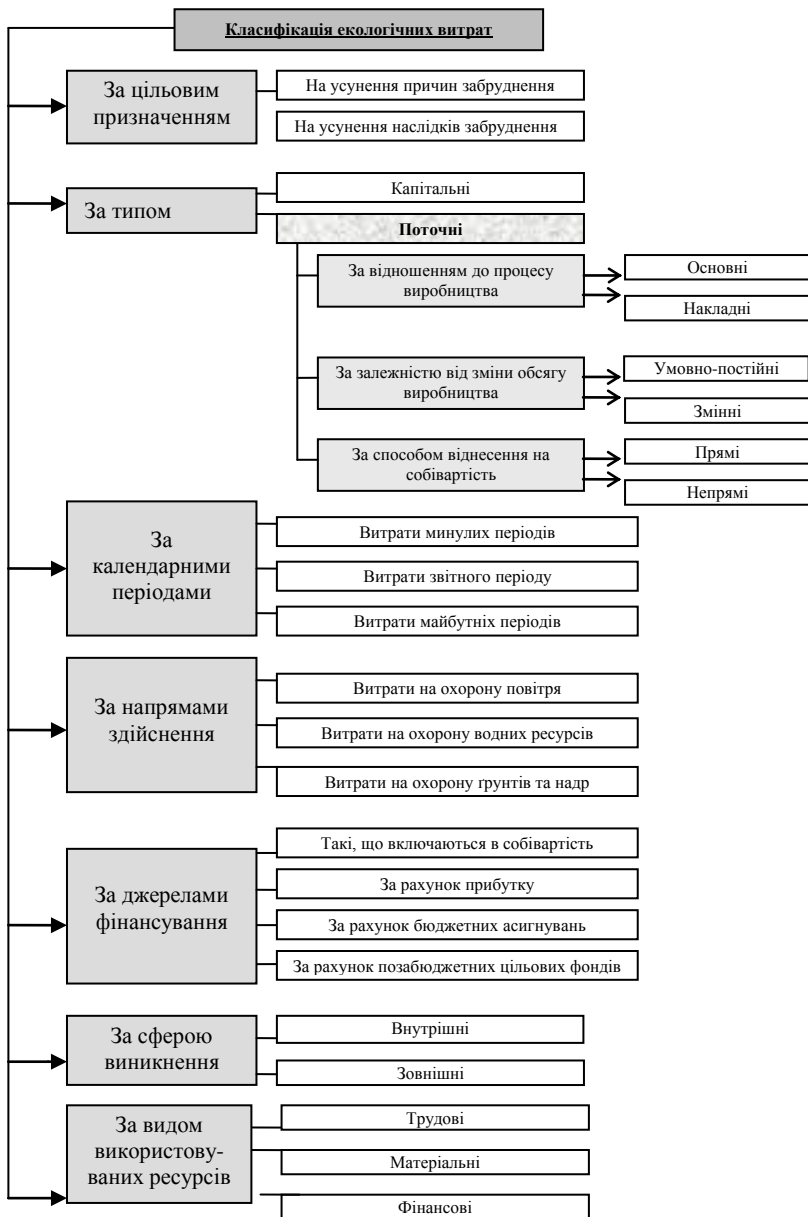 Класифікація екологічних витрат
За цільовим
призначенням
На усунення причин забруднення
На усунення наслідків забруднення
За типом
Капітальні
Поточні
За відношенням до процесу
виробництва
Основні
Накладні
За залежністю від зміни обсягу
виробництва
Умовно-постійні
Змінні
За способом віднесення на
собівартість
Прямі
Непрямі
За
календарними
періодами
Витрати минулих періодів
Витрати звітного періоду
Витрати майбутніх періодів
За напрямами
здійснення
Витрати на охорону повітря
Витрати на охорону водних ресурсів
Витрати на охорону ґрунтів та надр
За джерелами
фінансування
Такі, що включаються в собівартість
За рахунок прибутку
За рахунок бюджетних асигнувань
За рахунок позабюджетних цільових фондів
За сферою
виникнення
Внутрішні
Зовнішні
За видом
використову-
ваних ресурсів
Трудові
Матеріальні
Фінансові